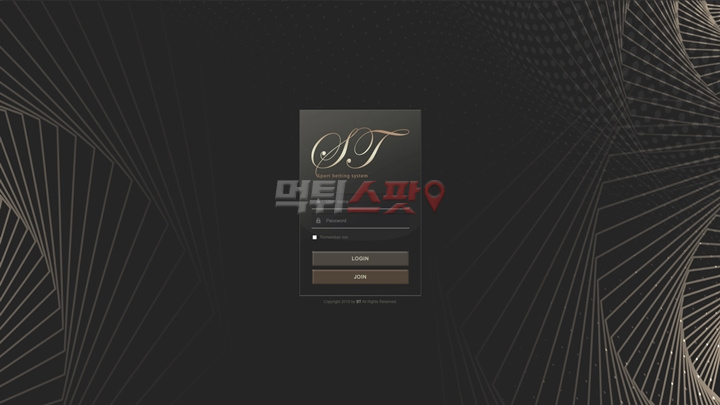 ST
Sport betting system
먹튀스팟
Password
Remember me
LOGIN
JOIN
Copyright 2019 by ST All Rights Reserved.